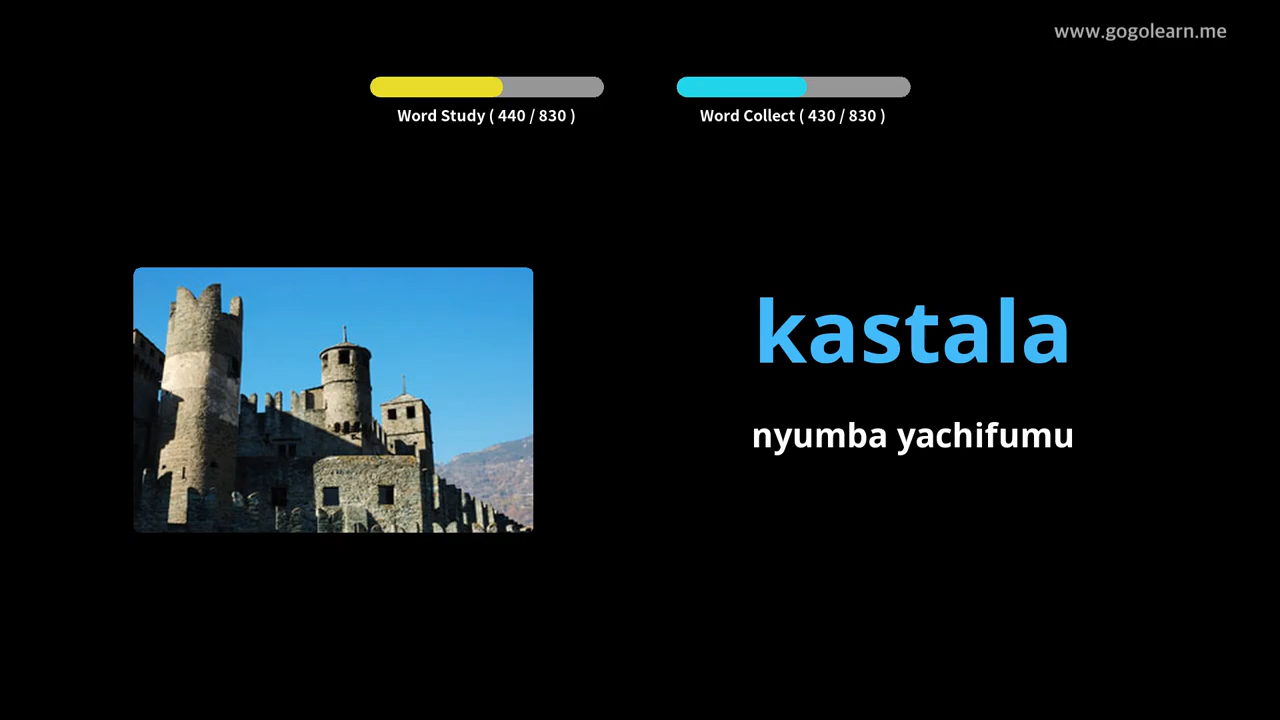 www.gogolearn.me
Word Study ( 440 / 830 )
Word Collect ( 430 / 830 )
kastala
nyumba yachifumu